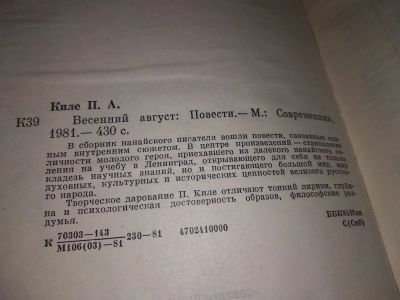 Киле П. А.
К39 Весенний август: Повести.— М.: Современник,
1981.— 430 с.
В сборник нанайского писателя вошли повести, связанные еди-
ным внутренним сюжетом. В центре произведений — становление
личности молодого героя, приехавшего из далекого нанайского се-
ления на учебу в Ленинград, открывающего для себя не только
кладезь научных знаний, но и постигающего большой мир, мир
духовных, культурных и исторических ценностей великого русско-
го народа.
Творческое дарование П. Киле отличают тонкий лиризм, глуби-
на и психологическая достоверность образов, философские раз-
думья.
К 70303—143
М106(03)—81 230—81 4702410000
ББК84Нан
С(Сиб)